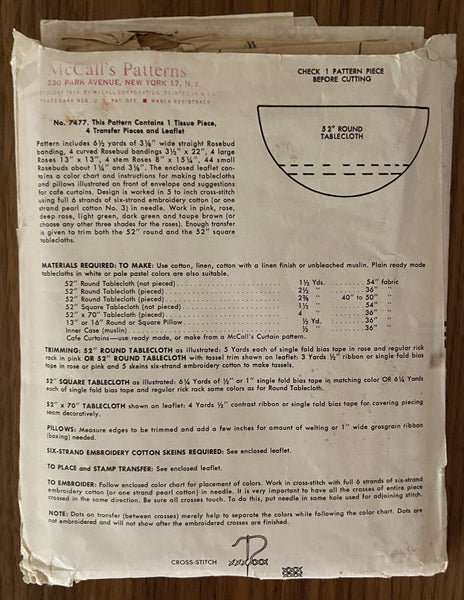 McCall's Patterns
230 PARK AVENUE, NEW YORK 17, N. Y.
TRADEMARK REG. U. S. PAT. OFF. • MARCA REGISTRADA
CHECK 1 PATTERN PIECE
BEFORE CUTTING
No. 7477. This Pattern Contains 1 Tissue Piece,
4 Transfer Pieces and Leaflet
52" ROUND
TABLECLOTH
Pattern includes 6½ yards of 3⅛" wide straight Rosebud
banding, 4 curved Rosebud bandings 3½" x 22", 4 large
Roses 13" x 13", 4 stem Roses 8" x 15¼", 44 small
Rosebuds about 1¼" and 3⅛". The enclosed leaflet con-
tains a color chart and instructions for making tablecloths
and pillows illustrated on front of envelope and suggestions
for cafe curtains. Design is worked in 5 to inch cross-stitch
using full 6 strands of six-strand embroidery cotton (or one
strand pearl cotton No. 3) in needle. Work in pink, rose,
deep rose, light green, dark green and taupe brown (or
choose any other three shades for the roses). Enough transfer
is given to trim both the 52" round and the 52" square
tablecloths.
MATERIALS REQUIRED: TO MAKE: Use cotton, linen, cotton with a linen finish or unbleached muslin. Plain ready made
tablecloths in white or pale pastel colors are also suitable.
52" Round Tablecloth (not pieced) 1½ Yds. 54" fabric
52" Round Tablecloth (pieced) 2½ " 36" "
52" Round Tablecloth (pieced) 2⅜ " 40" to 50" "
52" Square Tablecloth (not pieced) 1½ " 54" "
52" x 70" Tablecloth (pieced) 4 " 36" "
13" or 16" Round or Square Pillow ½ Yd. 36" "
Inner Case (muslin) ½ " 36" "
Cafe Curtains—use ready made, or make from a McCall's Curtain pattern.
TRIMMING: 52" ROUND TABLECLOTH as illustrated: 5 Yards each of single fold bias tape in rose and regular rick
rack in pink OR 52" ROUND TABLECLOTH with tassel trim shown on leaflet: 3 Yards ½" ribbon or single fold bias
tape in rose or pink and 5 skeins six-strand embroidery cotton to make tassels.
52" SQUARE TABLECLOTH as illustrated: 6¼ Yards of ½" or 1" single fold bias tape in matching color OR 6¼ Yards
each of single fold bias tape and regular rick rack same colors as for Round Tablecloth.
52" x 70" TABLECLOTH shown on leaflet: 4 Yards ½" contrast ribbon or single fold bias tape for covering piecing
seam decoratively.
PILLOWS: Measure edges to be trimmed and add a few inches for amount of welting or 1" wide grosgrain ribbon
(boxing) needed.
SIX-STRAND EMBROIDERY COTTON SKEINS REQUIRED: See enclosed leaflet.
TO PLACE and STAMP TRANSFER: See enclosed leaflet.
TO EMBROIDER: Follow enclosed color chart for placement of colors. Work in cross-stitch with full 6 strands of six-strand
embroidery cotton (or one strand pearl cotton) in needle. It is very important to have all the crosses of entire piece
crossed in the same direction. Be sure all crosses touch. To do this, put needle in same hole used for adjoining stitch.
NOTE: Dots on transfer (between crosses) merely help to separate the colors while following the color chart. Dots are
not embroidered and will not show after the embroidered crosses are finished.
CROSS-STITCH